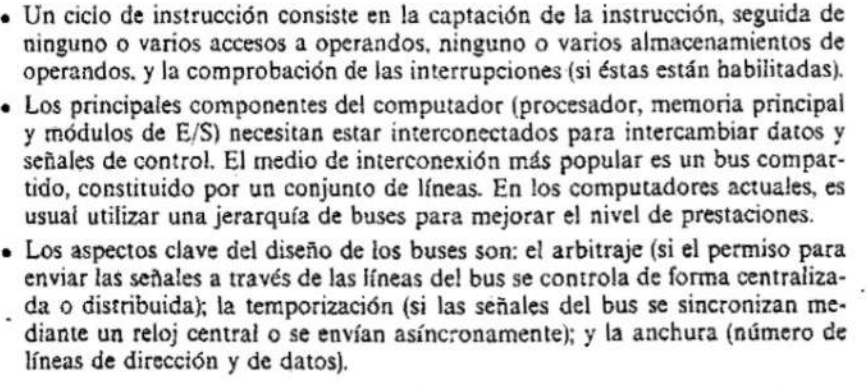 • Un ciclo de instrucción consiste en la captación de la instrucción, seguida de
ninguno o varios accesos a operandos, ninguno o varios almacenamientos de
operandos, y la comprobación de las interrupciones (si éstas están habilitadas).
• Los principales componentes del computador (procesador, memoria principal
y módulos de E/S) necesitan estar interconectados para intercambiar datos y
señales de control. El medio de interconexión más popular es un bus compar-
tido, constituido por un conjunto de líneas. En los computadores actuales, es
usual utilizar una jerarquía de buses para mejorar el nivel de prestaciones.
• Los aspectos clave del diseño de los buses son: el arbitraje (si el permiso para
enviar las señales a través de las líneas del bus se controla de forma centraliza-
da o distribuida); la temporización (si las señales del bus se sincronizan me-
diante un reloj central o se envían asíncronamente); y la anchura (número de
líneas de dirección y de datos).